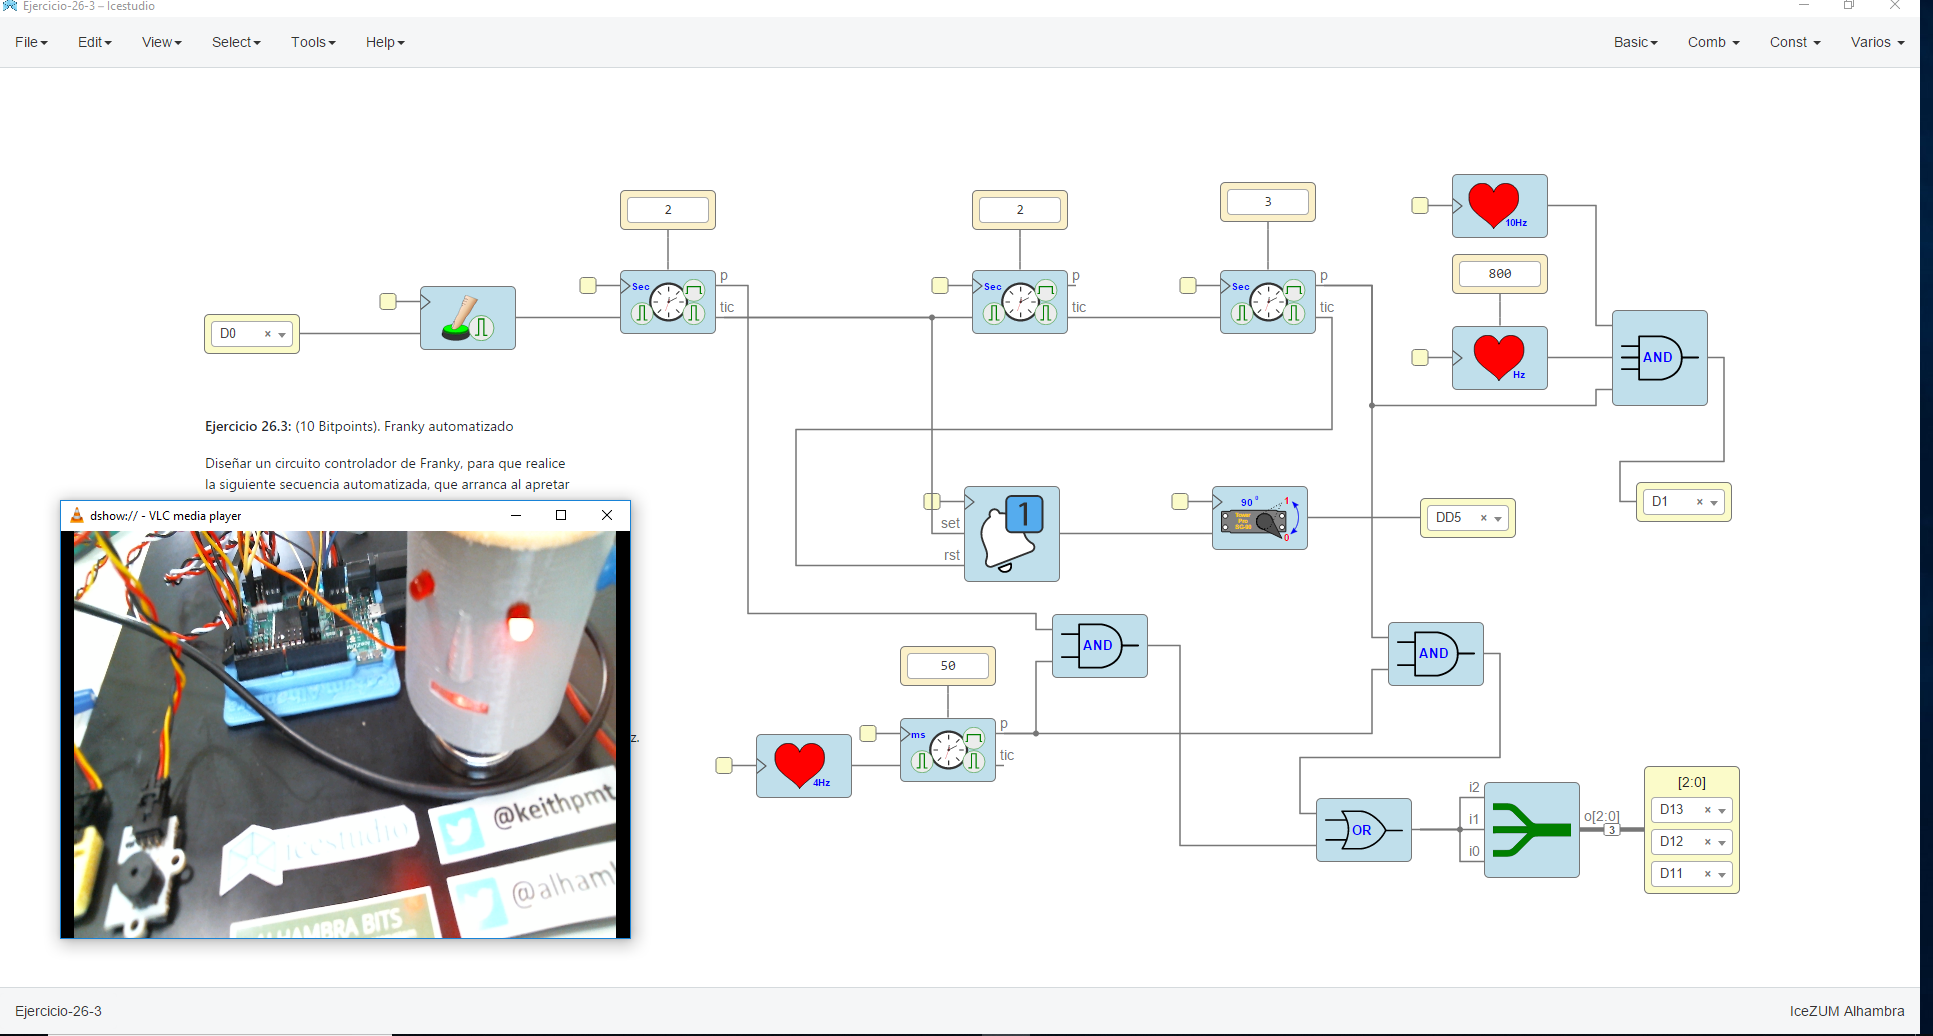 Ejercicio-26-3 – Icestudio
File Edit View Select Tools Help
Basic Comb Const Varios
2
2
3
10Hz
800
Hz
D0
Sec
p
tic
Sec
p
tic
Sec
p
tic
AND
D1
Ejercicio 26.3: (10 Bitpoints). Franky automatizado
Diseñar un circuito controlador de Franky, para que realice
la siguiente secuencia automatizada, que arranca al apretar
z.
dshow:// - VLC media player
icestudio
@keithpmt
@alham
ALHAMBRA BITS
set
rst
1
90º
1
0
DD5
AND
AND
50
4Hz
ms
p
tic
OR
i2
i1
i0
o[2:0]
3
[2:0]
D13
D12
D11
Ejercicio-26-3
IceZUM Alhambra